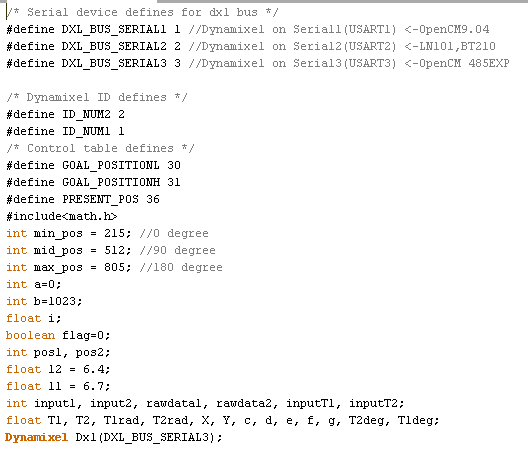 /* Serial device defines for dxl bus */
#define DXL_BUS_SERIAL1 1 //Dynamixel on Serial1(USART1) <-OpenCM9.04
#define DXL_BUS_SERIAL2 2 //Dynamixel on Serial2(USART2) <-LN101,BT210
#define DXL_BUS_SERIAL3 3 //Dynamixel on Serial3(USART3) <-OpenCM 485EXP

/* Dynamixel ID defines */
#define ID_NUM2 2
#define ID_NUM1 1
/* Control table defines */
#define GOAL_POSITIONL 30
#define GOAL_POSITIONH 31
#define PRESENT_POS 36
#include<math.h>
int min_pos = 215; //0 degree
int mid_pos = 512; //90 degree
int max_pos = 805; //180 degree
int a=0;
int b=1023;
float i;
boolean flag=0;
int pos1, pos2;
float l2 = 6.4;
float l1 = 6.7;
int input1, input2, rawdata1, rawdata2, inputT1, inputT2;
float T1, T2, T1rad, T2rad, X, Y, c, d, e, f, g, T2deg, T1deg;
Dynamixel Dxl(DXL_BUS_SERIAL3);